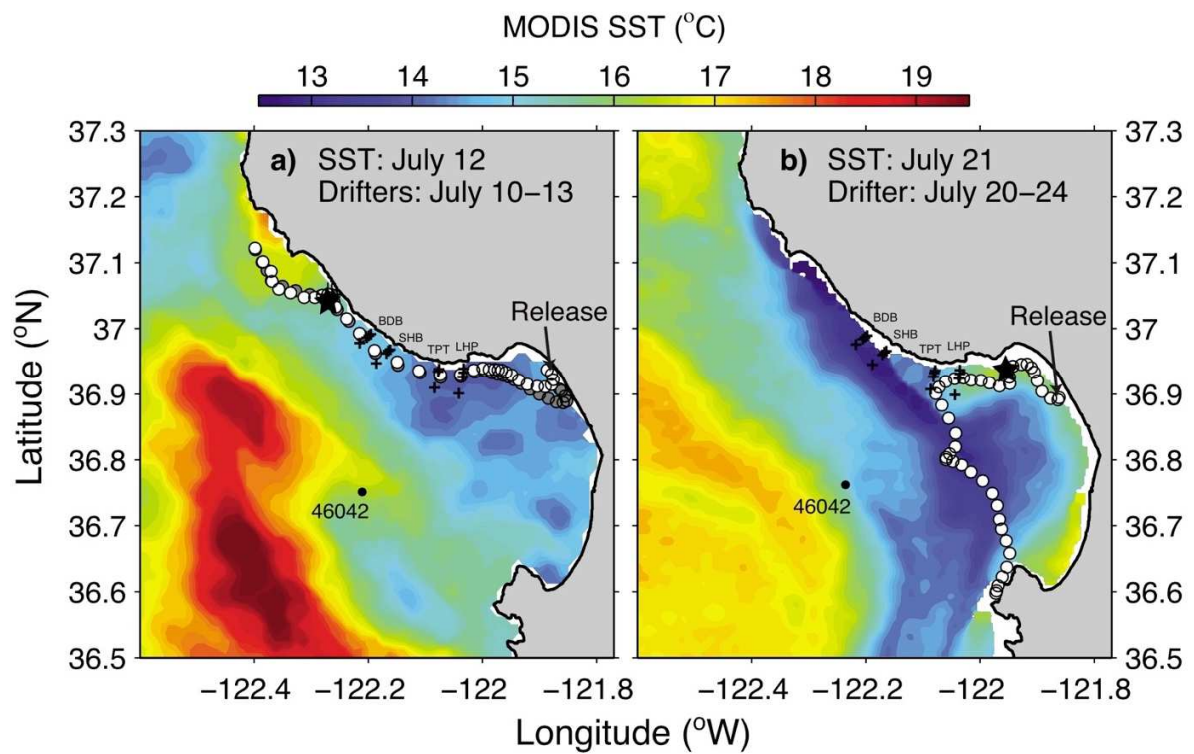 MODIS SST (°C)
13 14 15 16 17 18 19
a) SST: July 12
Drifters: July 10–13
b) SST: July 21
Drifter: July 20–24
37.3
37.2
37.1
37
36.9
36.8
36.7
36.6
36.5
Latitude (°N)
Release
BDB
SHB
TPT LHP
46042
Release
BDB
SHB
TPT LHP
46042
37.3
37.2
37.1
37
36.9
36.8
36.7
36.6
36.5
−122.4 −122.2 −122 −121.8
−122.4 −122.2 −122 −121.8
Longitude (°W)